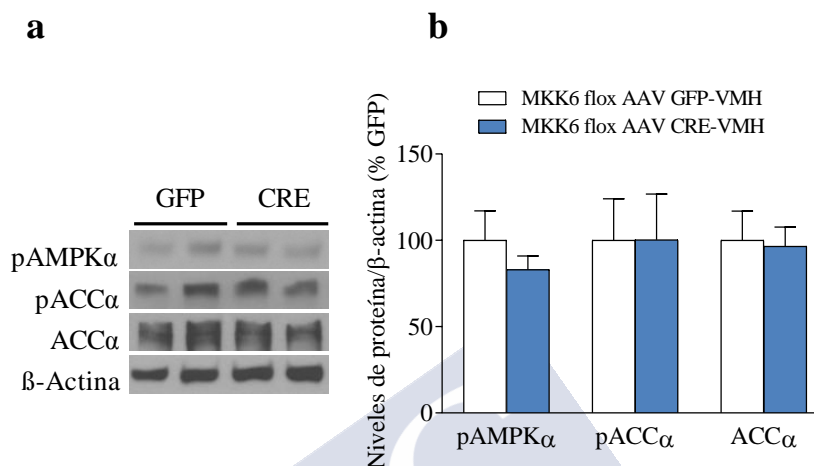 a
b
GFP CRE
pAMPKα
pACCα
ACCα
ß-Actina
MKK6 flox AAV GFP-VMH
MKK6 flox AAV CRE-VMH
Niveles de proteína/β-actina (% GFP)
150
100
50
0
pAMPKα pACCα ACCα